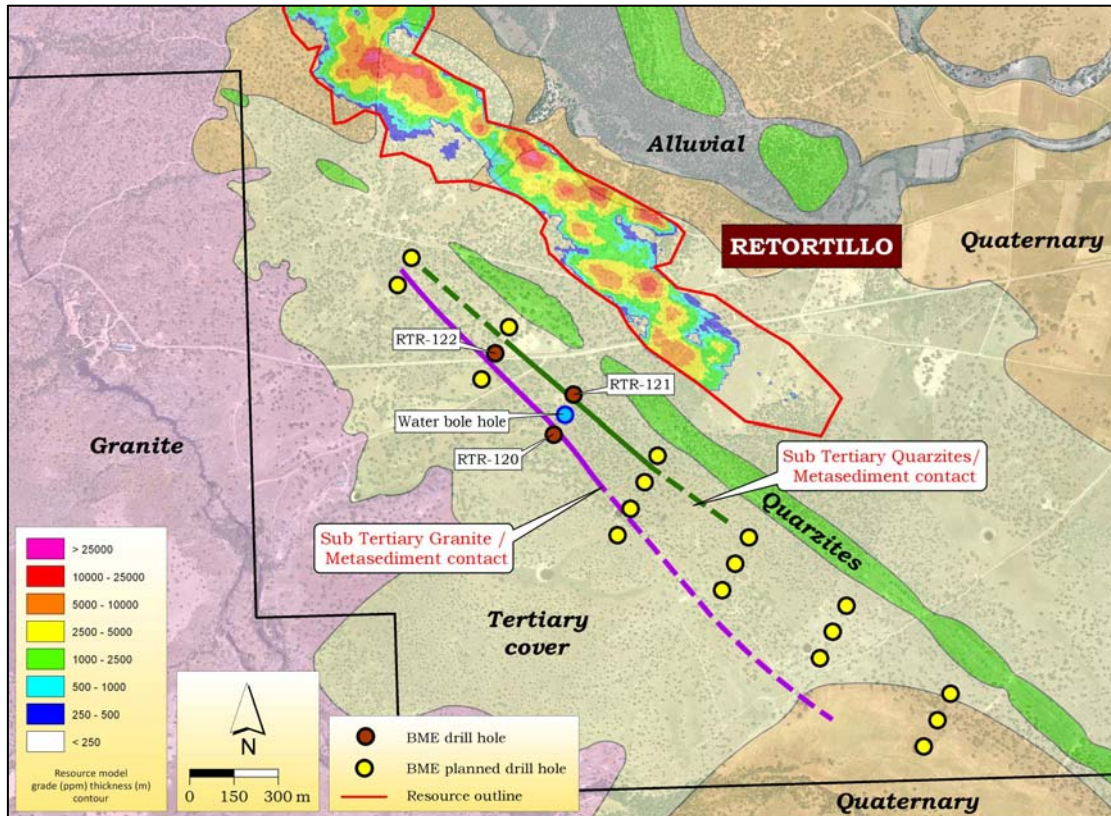 Alluvial
RETORTILLO
Quaternary
RTR-122
RTR-121
Water bole hole
RTR-120
Granite
Sub Tertiary Quarzites/
Metasediment contact
Quarzites
Sub Tertiary Granite /
Metasediment contact
Tertiary
cover
> 25000
10000 - 25000
5000 - 10000
2500 - 5000
1000 - 2500
500 - 1000
250 - 500
< 250
Resource model
grade (ppm) thickness (m)
contour
N
0 150 300 m
BME drill hole
BME planned drill hole
Resource outline
Quaternary